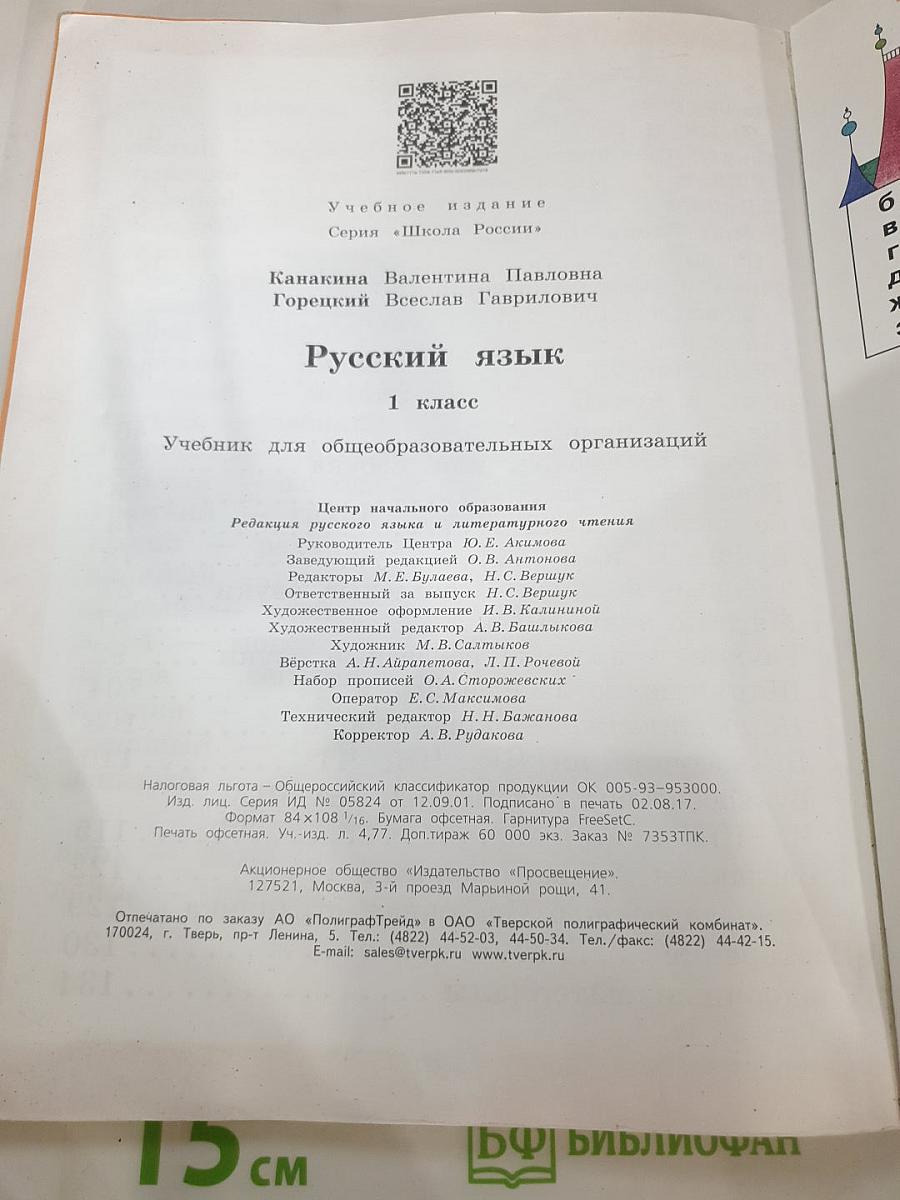 Учебное издание
Серия «Школа России»
Канакина Валентина Павловна
Горецкий Всеслав Гаврилович
Русский язык
1 класс
Учебник для общеобразовательных организаций
Центр начального образования
Редакция русского языка и литературного чтения
Руководитель Центра Ю. Е. Акимова
Заведующий редакцией О. В. Антонова
Редакторы М. Е. Булаева, Н. С. Вершук
Ответственный за выпуск Н. С. Вершук
Художественное оформление И. В. Калининой
Художественный редактор А. В. Башлыкова
Художник М. В. Салтыков
Вёрстка А. Н. Айрапетова, Л. П. Рочевой
Набор прописей О. А. Сторожевских
Оператор Е. С. Максимова
Технический редактор Н. Н. Бажанова
Корректор А. В. Рудакова
Налоговая льгота – Общероссийский классификатор продукции ОК 005-93–953000.
Изд. лиц. Серия ИД № 05824 от 12.09.01. Подписано в печать 02.08.17.
Формат 84×108 1/16. Бумага офсетная. Гарнитура FreeSetC.
Печать офсетная. Уч.-изд. л. 4,77. Доп.тираж 60 000 экз. Заказ № 7353ТПК.
Акционерное общество «Издательство «Просвещение».
127521, Москва, 3-й проезд Марьиной рощи, 41.
Отпечатано по заказу АО «ПолиграфТрейд» в ОАО «Тверской полиграфический комбинат».
170024, г. Тверь, пр-т Ленина, 5. Тел.: (4822) 44-52-03, 44-50-34. Тел./факс: (4822) 44-42-15.
E-mail: sales@tverpk.ru www.tverpk.ru
б
в
г
д
ж
15 см
БФ БИБЛИОФАН